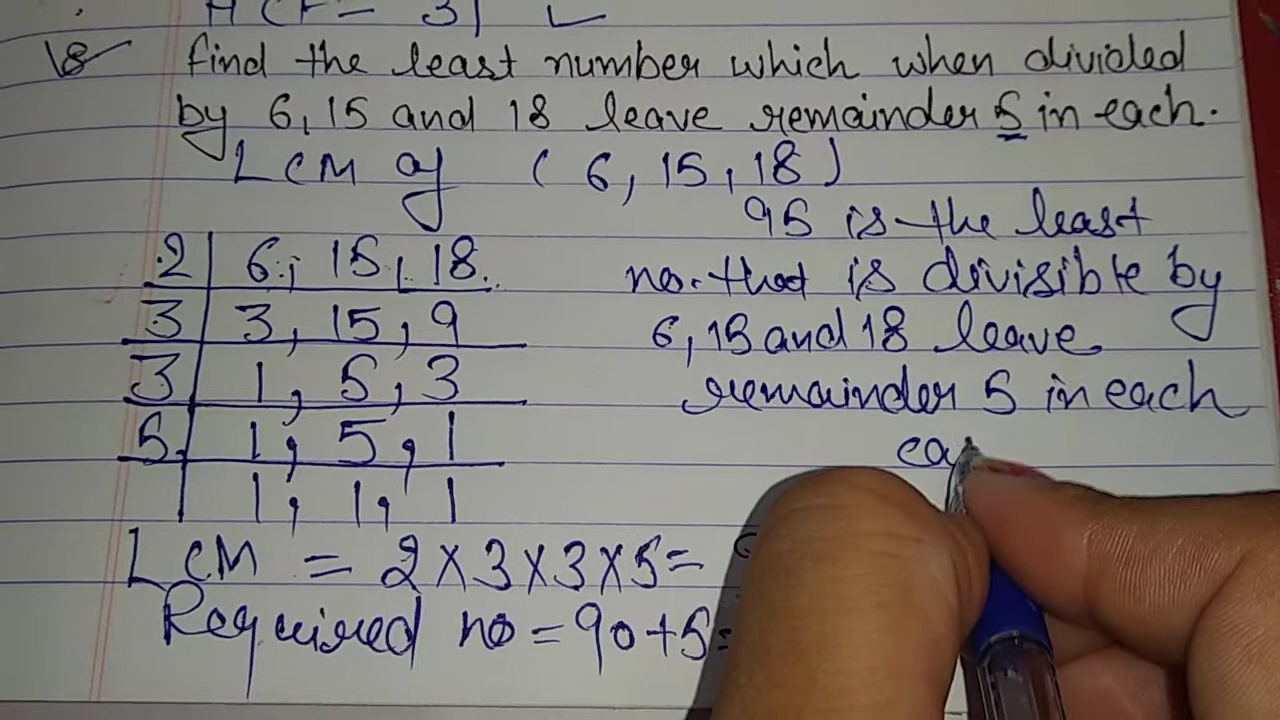 HCF = 31
18 find the least number which when divided
by 6, 15 and 18 leave remainder 5 in each.
LCM of (6, 15, 18)
2 | 6, 15, 18
3 | 3, 15, 9
3 | 1, 5, 3
5 | 1, 5, 1
| 1, 1, 1
95 is the least
no. that is divisible by
6, 15 and 18 leave
remainder 5 in each
LCM = 2×3×3×5=
Required no = 90+5=